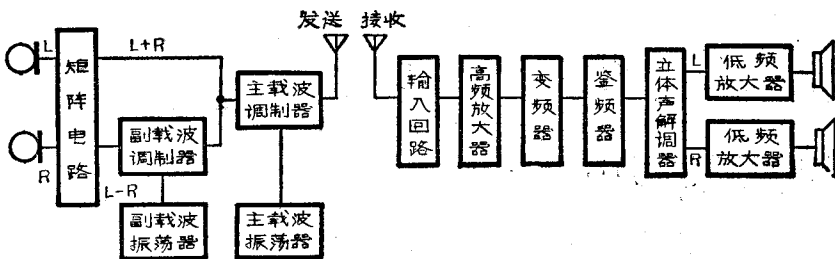 发送 接收
L
R
矩阵电路
L+R
L-R
副载波
调制器
副载波
振荡器
主载波
调制器
主载波
振荡器
输入回路
高频放大器
变频器
鉴频器
立体声解调器
L
低频
放大器
R
低频
放大器